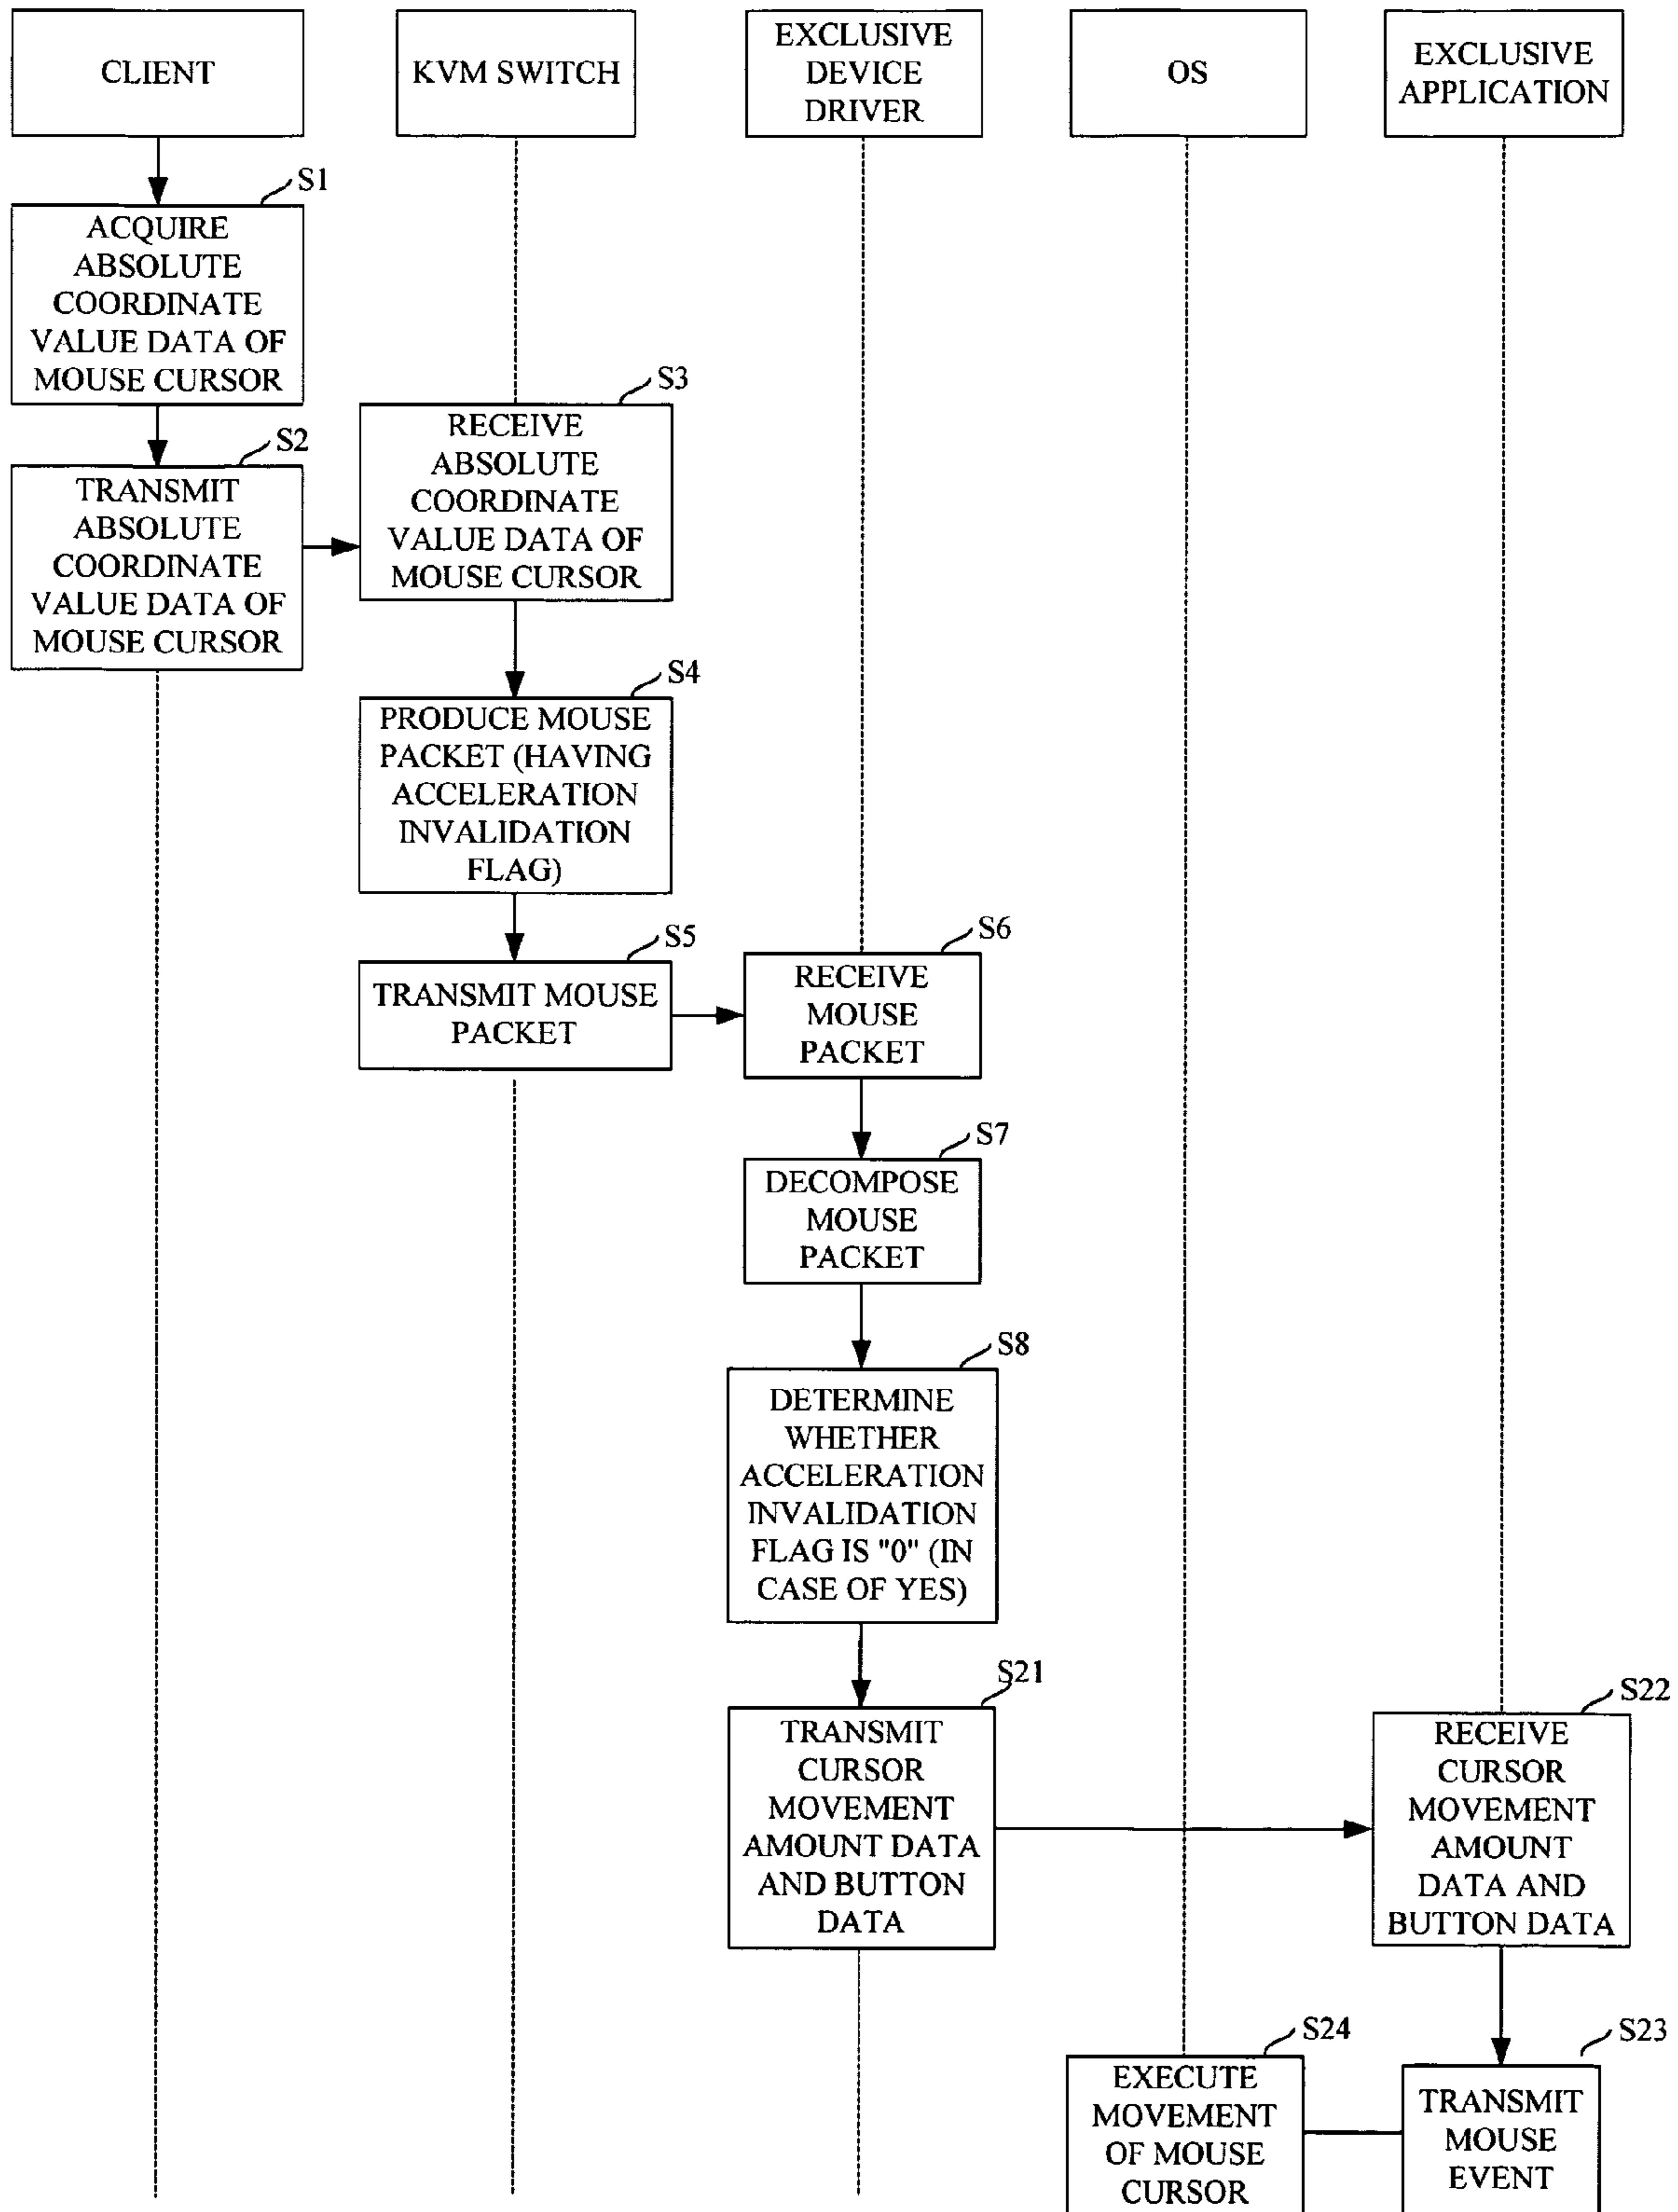 CLIENT
KVM SWITCH
EXCLUSIVE
DEVICE
DRIVER
OS
EXCLUSIVE
APPLICATION
S1
ACQUIRE
ABSOLUTE
COORDINATE
VALUE DATA OF
MOUSE CURSOR
S2
TRANSMIT
ABSOLUTE
COORDINATE
VALUE DATA OF
MOUSE CURSOR
S3
RECEIVE
ABSOLUTE
COORDINATE
VALUE DATA OF
MOUSE CURSOR
S4
PRODUCE MOUSE
PACKET (HAVING
ACCELERATION
INVALIDATION
FLAG)
S5
TRANSMIT MOUSE
PACKET
S6
RECEIVE
MOUSE
PACKET
S7
DECOMPOSE
MOUSE
PACKET
S8
DETERMINE
WHETHER
ACCELERATION
INVALIDATION
FLAG IS "0" (IN
CASE OF YES)
S21
TRANSMIT
CURSOR
MOVEMENT
AMOUNT DATA
AND BUTTON
DATA
S22
RECEIVE
CURSOR
MOVEMENT
AMOUNT
DATA AND
BUTTON DATA
S23
TRANSMIT
MOUSE
EVENT
S24
EXECUTE
MOVEMENT
OF MOUSE
CURSOR